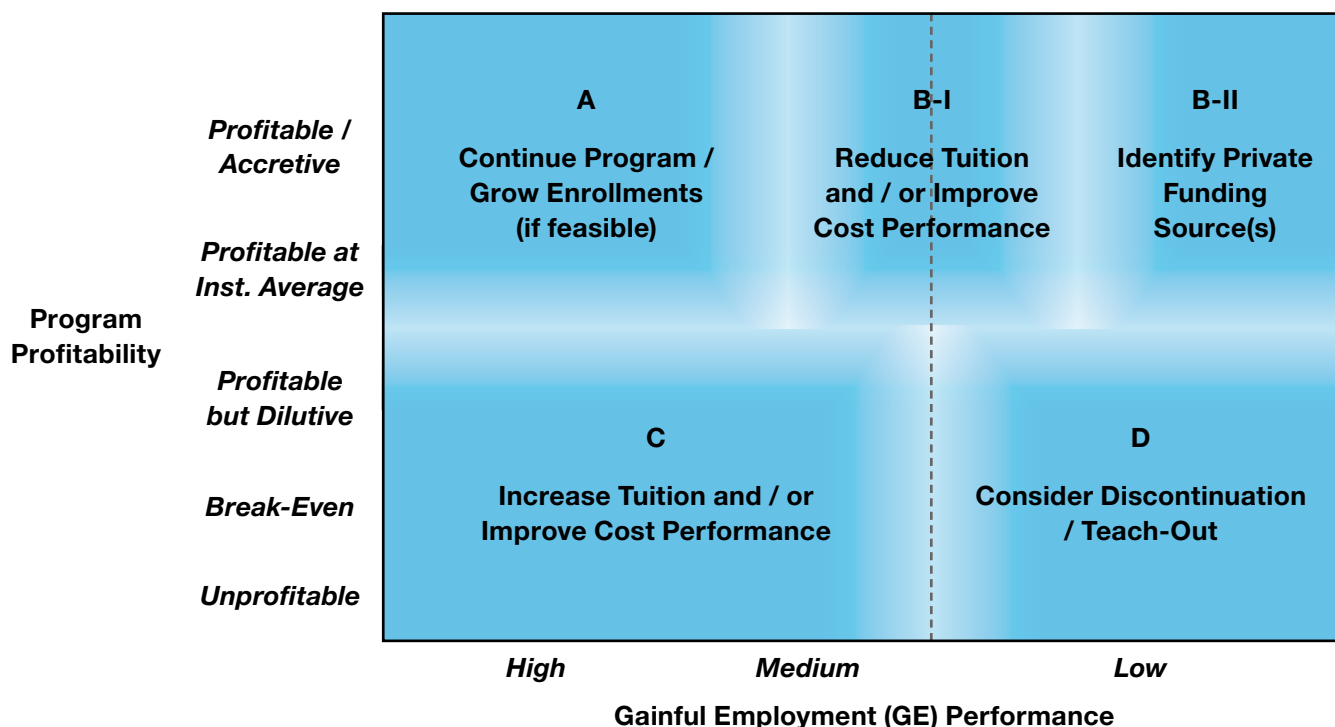 A
Continue Program /
Grow Enrollments
(if feasible)
B-I
Reduce Tuition
and / or Improve
Cost Performance
B-II
Identify Private
Funding
Source(s)
Profitable /
Accretive
Profitable at
Inst. Average
Program
Profitability
Profitable
but Dilutive
Break-Even
Unprofitable
C
Increase Tuition and / or
Improve Cost Performance
D
Consider Discontinuation
/ Teach-Out
High
Medium
Low
Gainful Employment (GE) Performance